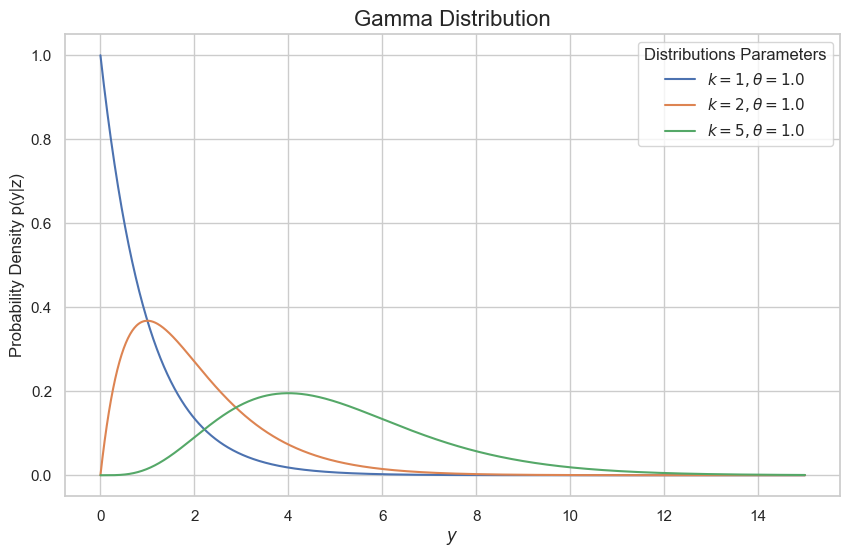 Gamma Distribution
Distributions Parameters
k = 1, θ = 1.0
k = 2, θ = 1.0
k = 5, θ = 1.0
Probability Density p(y|z)
1.0
0.8
0.6
0.4
0.2
0.0
0 2 4 6 8 10 12 14
y